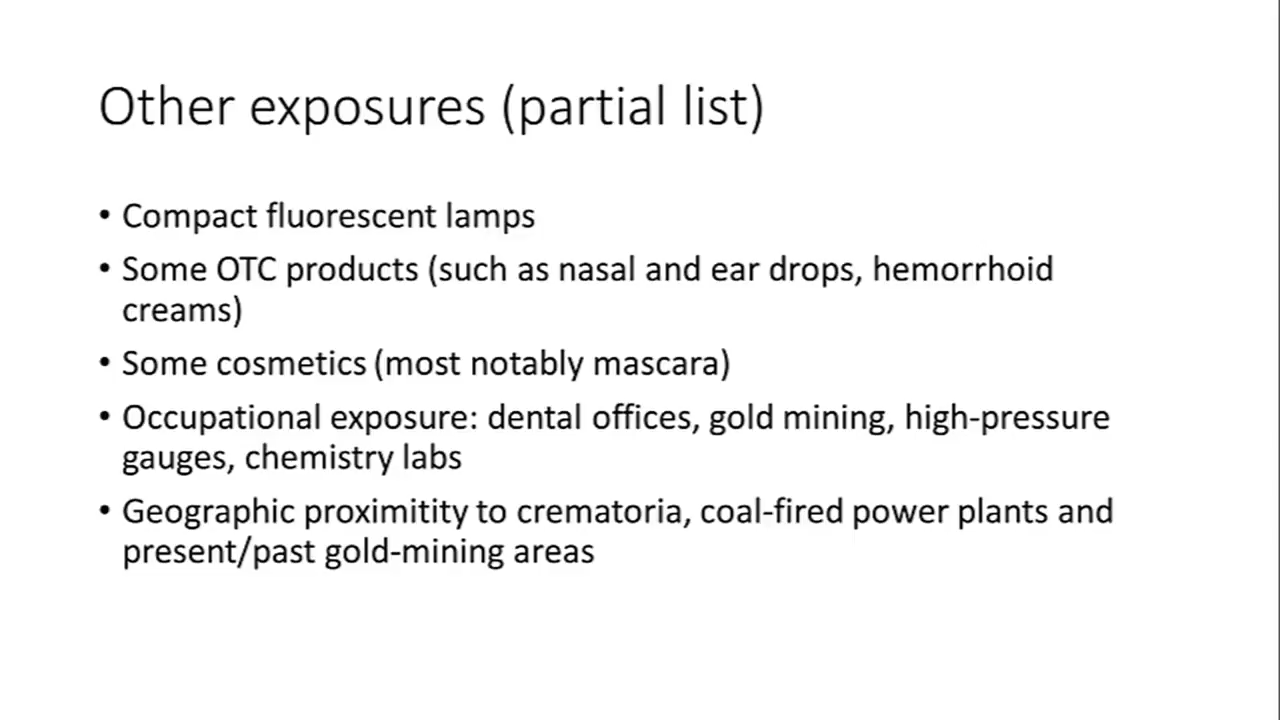 Other exposures (partial list)
• Compact fluorescent lamps
• Some OTC products (such as nasal and ear drops, hemorrhoid
creams)
• Some cosmetics (most notably mascara)
• Occupational exposure: dental offices, gold mining, high-pressure
gauges, chemistry labs
• Geographic proximitity to crematoria, coal-fired power plants and
present/past gold-mining areas